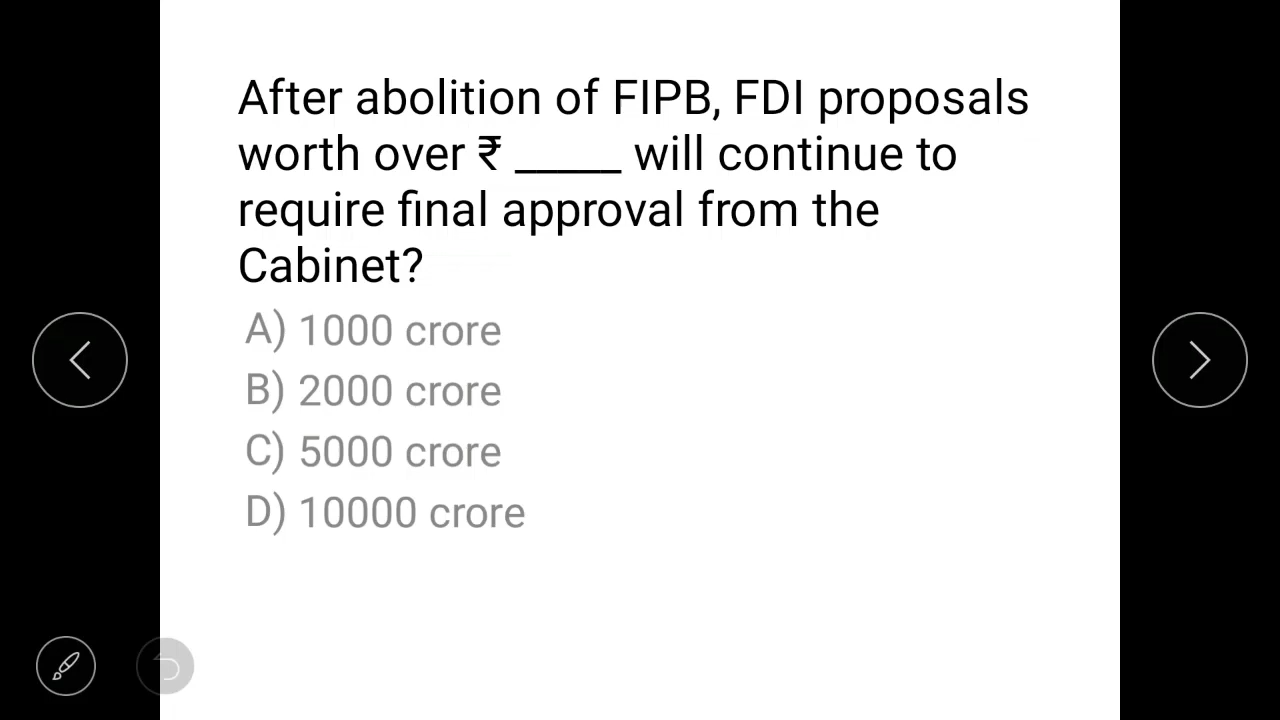 After abolition of FIPB, FDI proposals
worth over ₹ _____ will continue to
require final approval from the
Cabinet?
A) 1000 crore
B) 2000 crore
C) 5000 crore
D) 10000 crore